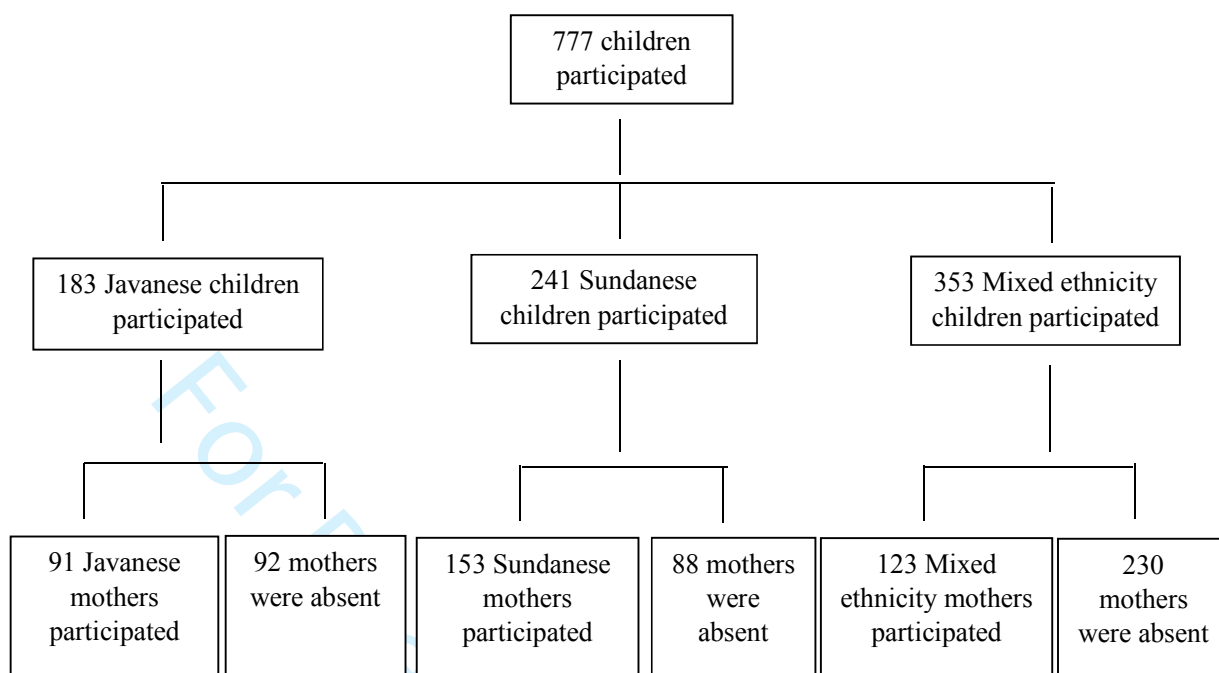 777 children
participated
183 Javanese children
participated
241 Sundanese
children participated
353 Mixed ethnicity
children participated
91 Javanese
mothers
participated
92 mothers
were absent
153 Sundanese
mothers
participated
88 mothers
were
absent
123 Mixed
ethnicity mothers
participated
230
mothers
were absent
For